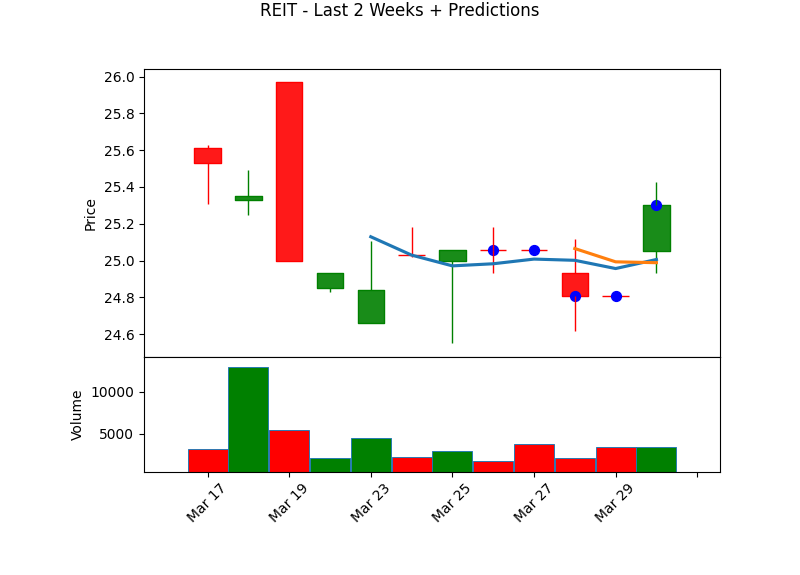 REIT - Last 2 Weeks + Predictions
26.0
25.8
25.6
25.4
25.2
25.0
24.8
24.6
Price
10000
5000
Volume
Mar 17
Mar 19
Mar 23
Mar 25
Mar 27
Mar 29